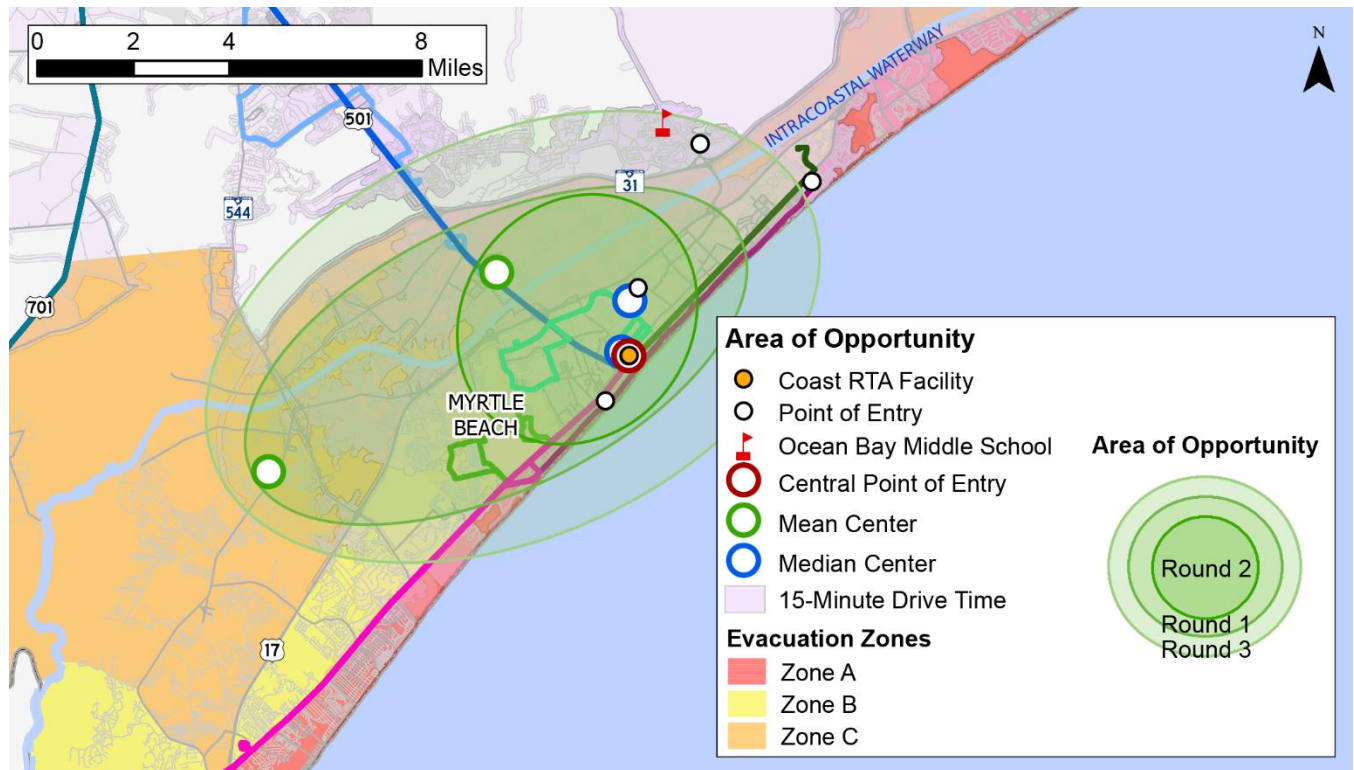 0 2 4 8
Miles
N
501
INTRACOASTAL WATERWAY
31
544
701
MYRTLE
BEACH
17
Area of Opportunity
Coast RTA Facility
Point of Entry
Ocean Bay Middle School
Central Point of Entry
Mean Center
Median Center
15-Minute Drive Time
Evacuation Zones
Zone A
Zone B
Zone C
Area of Opportunity
Round 2
Round 1
Round 3